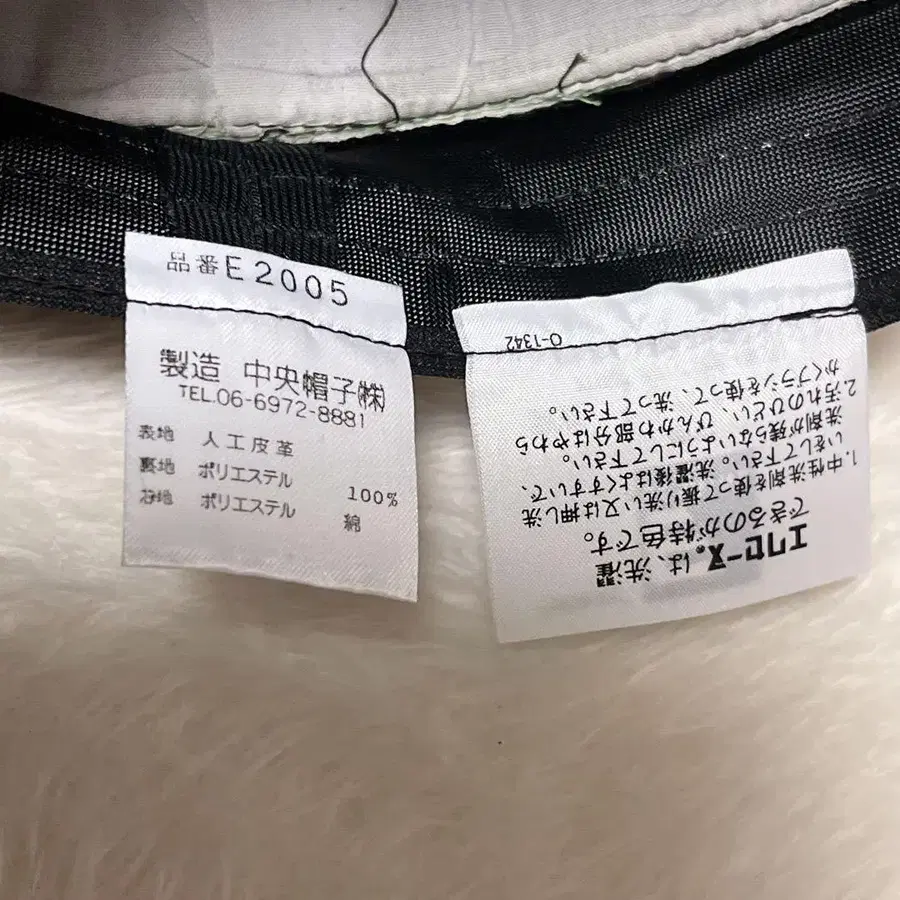 品番E2005
製造 中央帽子㈱
TEL.06-6972-8881
表地 人工皮革
裏地 ポリエステル 100%
芯地 ポリエステル 綿
エクセーヌ®は、洗濯
できるのが特色です。
1. 中性洗剤を使って振り洗い又は押し洗
いをして下さい。洗濯後はよくすすいで、
洗剤が残らないようにして下さい。
2. 汚れのひどい、びんかわ部分はやわら
かくブラシを使って、洗って下さい。
O-1342